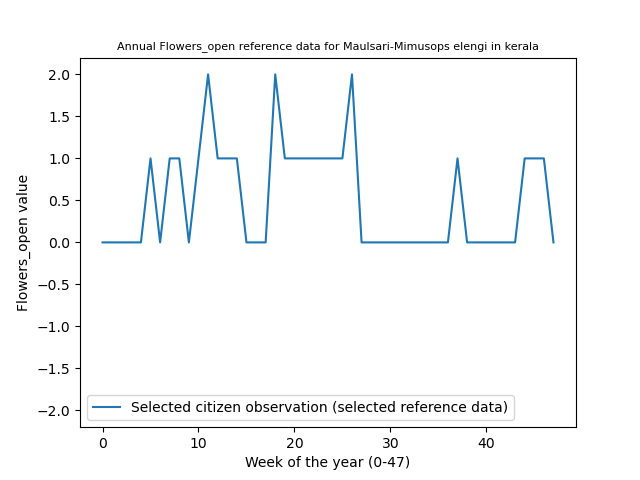 Annual Flowers_open reference data for Maulsari-Mimusops elengi in kerala
2.0
1.5
1.0
0.5
0.0
−0.5
−1.0
−1.5
−2.0
Flowers_open value
Selected citizen observation (selected reference data)
0 10 20 30 40
Week of the year (0-47)